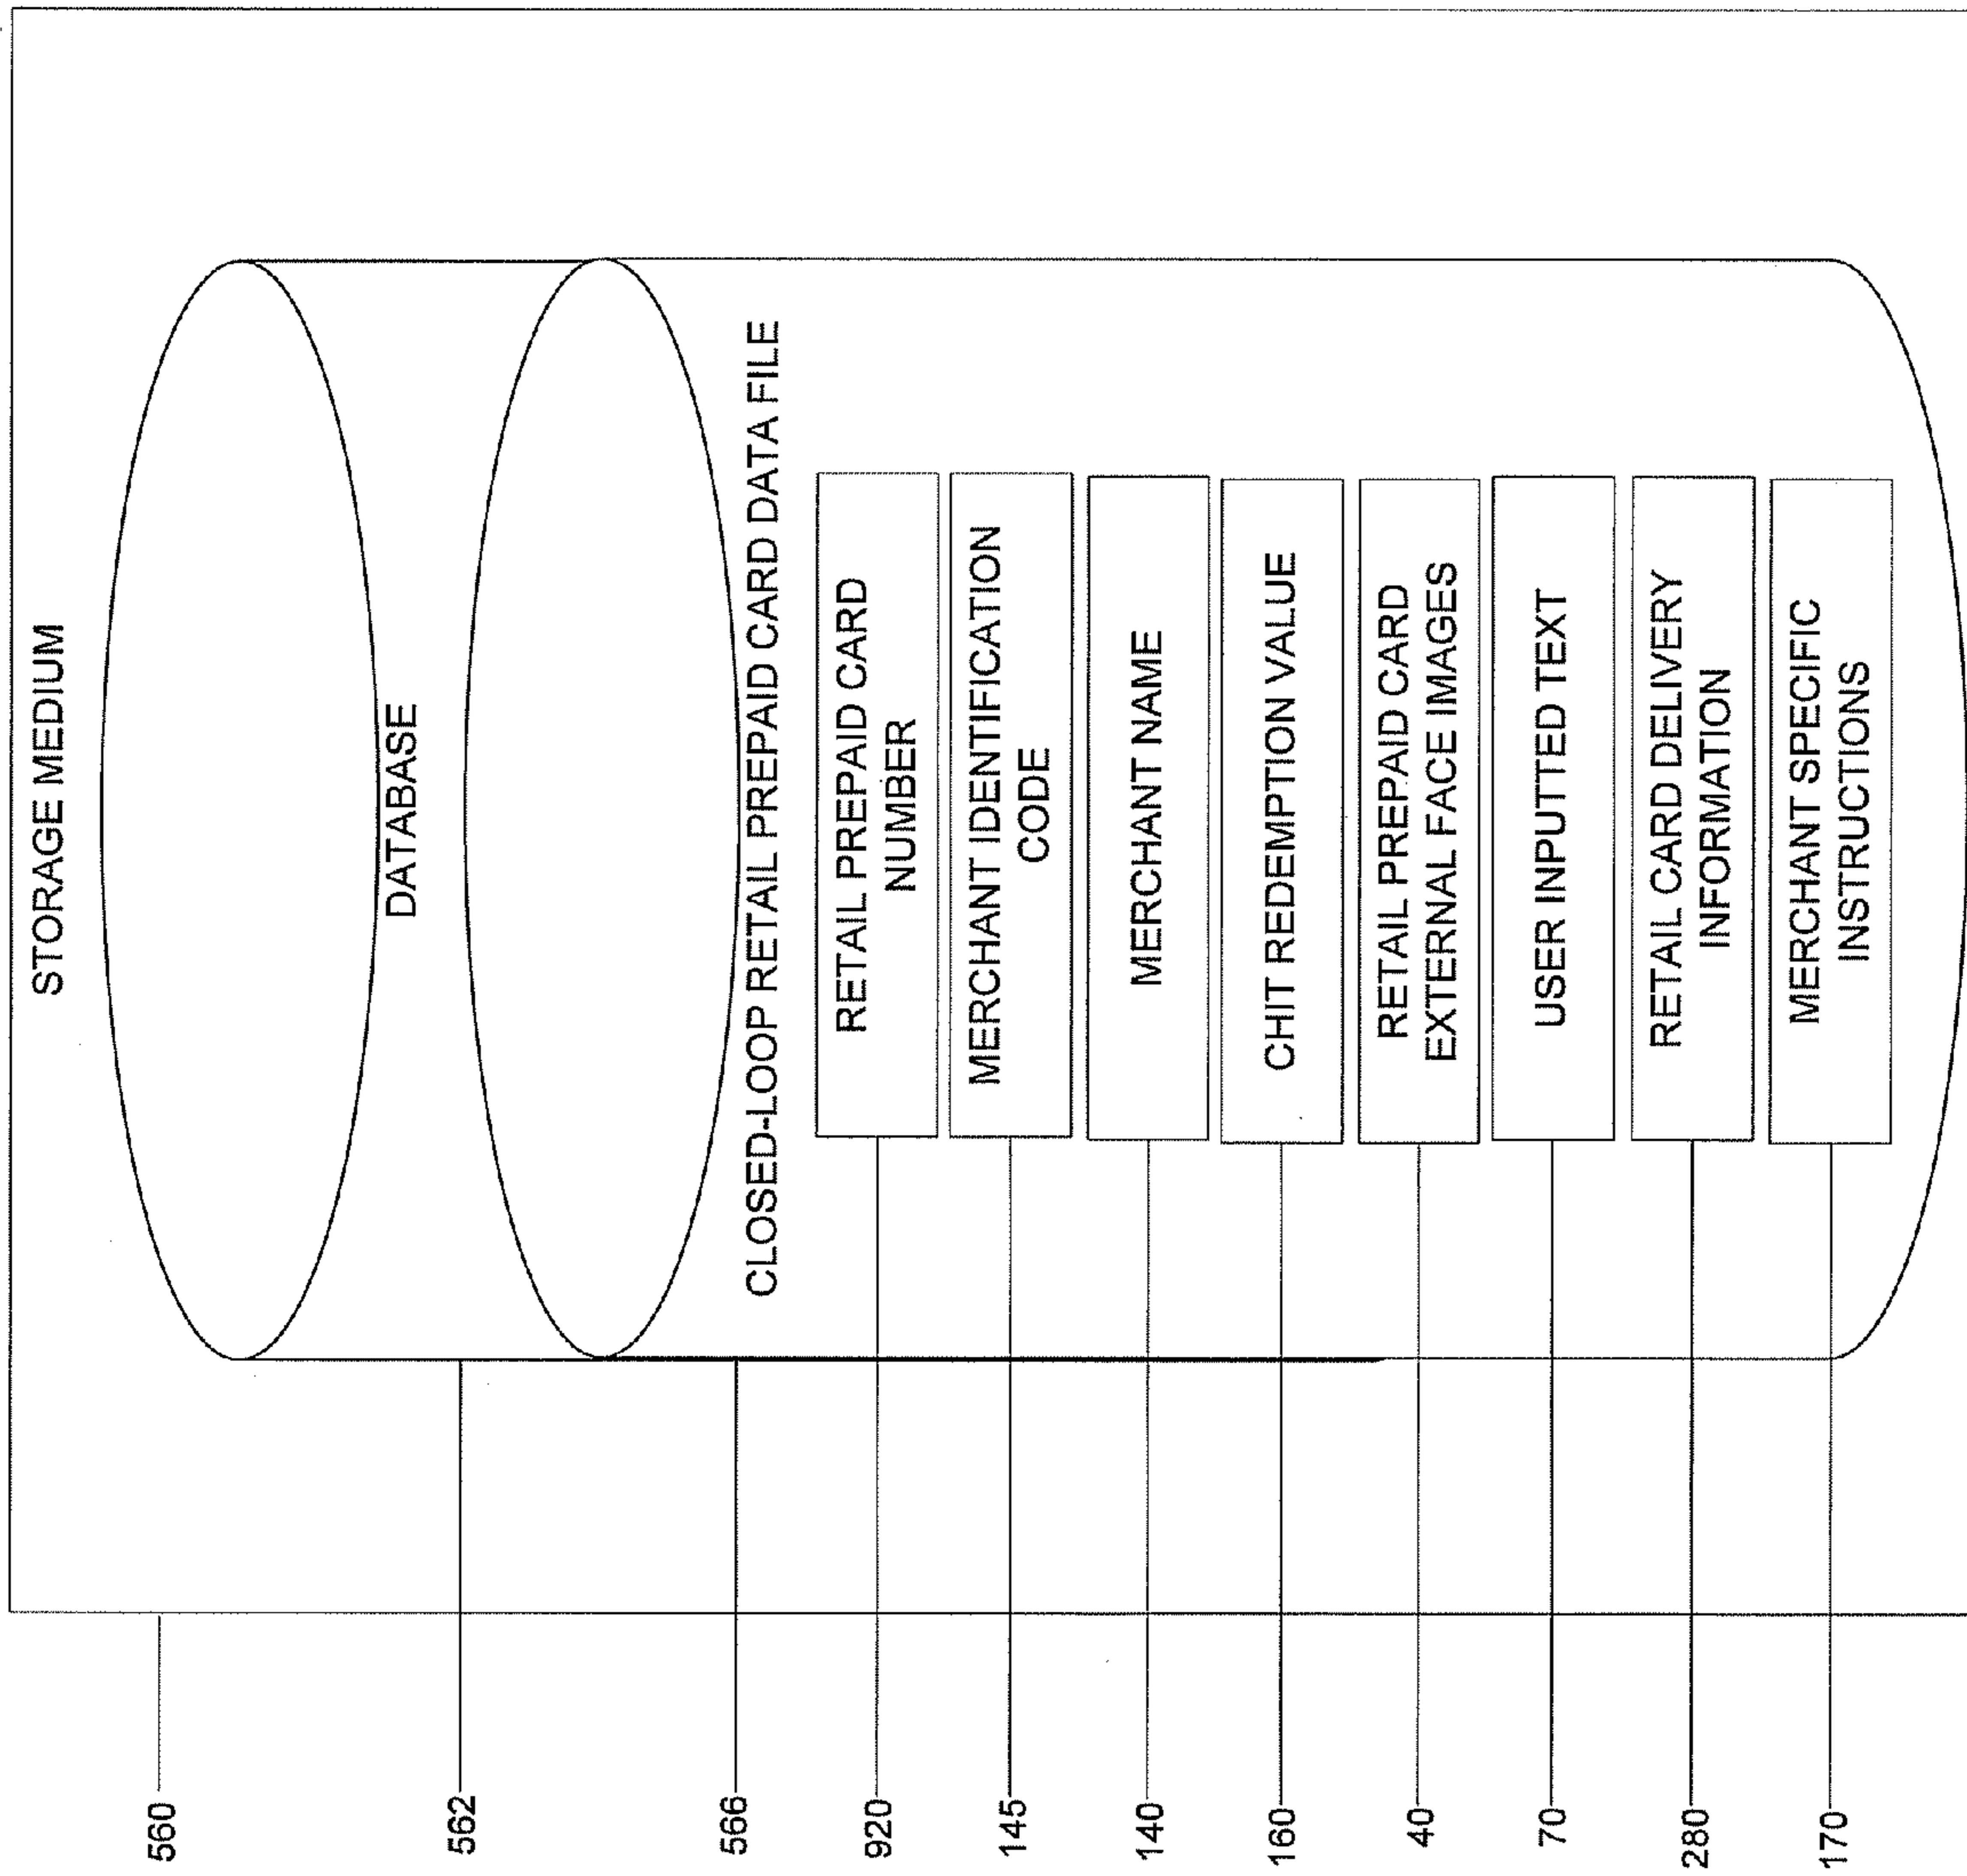 STORAGE MEDIUM
560
DATABASE
562
CLOSED-LOOP RETAIL PREPAID CARD DATA FILE
566
RETAIL PREPAID CARD
NUMBER
920
MERCHANT IDENTIFICATION
CODE
145
MERCHANT NAME
140
CHIT REDEMPTION VALUE
160
RETAIL PREPAID CARD
EXTERNAL FACE IMAGES
40
USER INPUTTED TEXT
70
RETAIL CARD DELIVERY
INFORMATION
280
MERCHANT SPECIFIC
INSTRUCTIONS
170